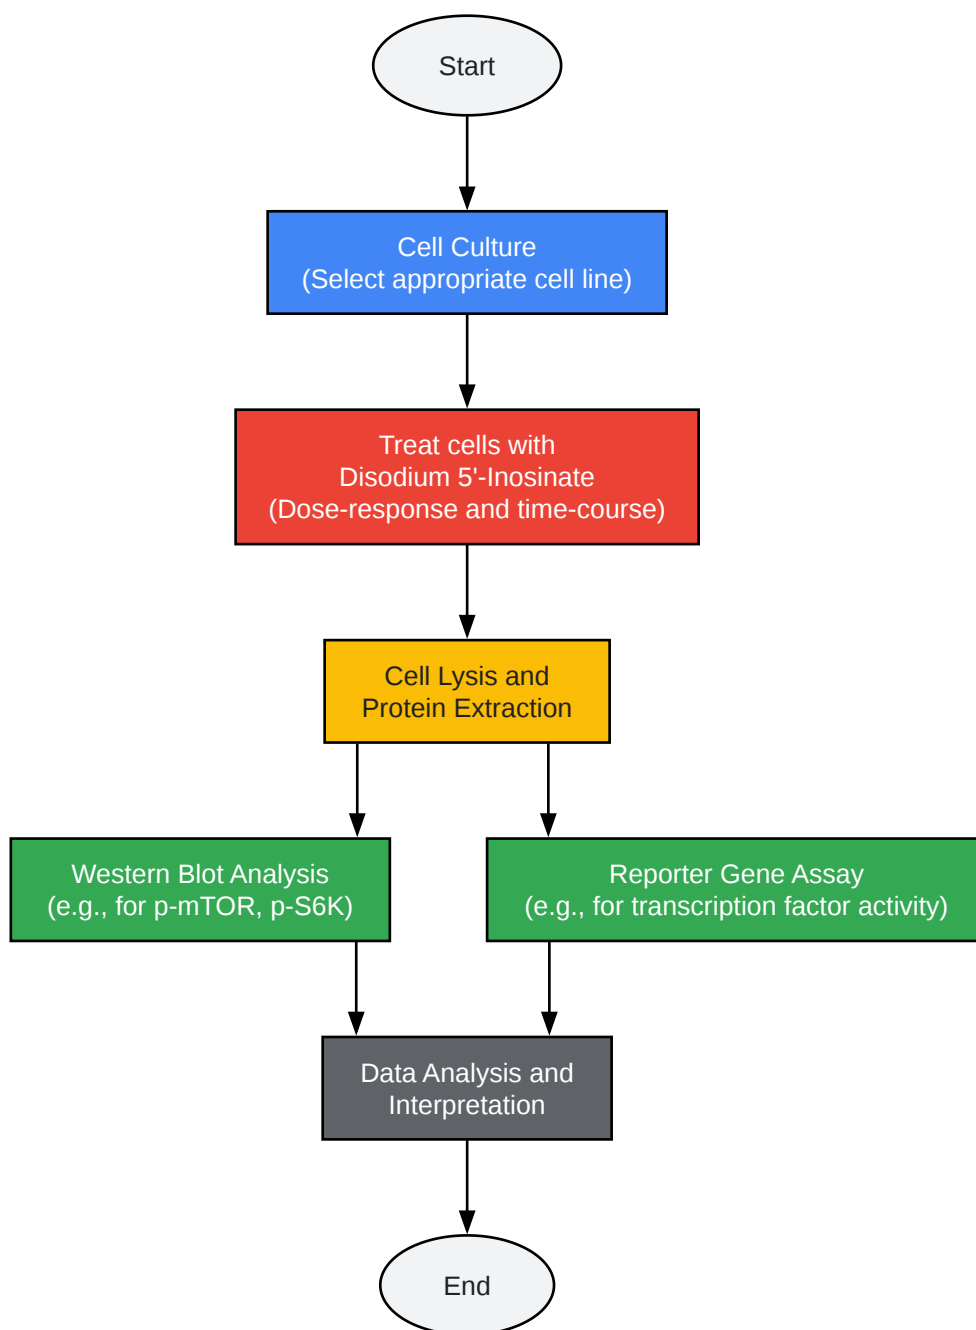 Start
Cell Culture
(Select appropriate cell line)
Treat cells with
Disodium 5'-Inosinate
(Dose-response and time-course)
Cell Lysis and
Protein Extraction
Western Blot Analysis
(e.g., for p-mTOR, p-S6K)
Reporter Gene Assay
(e.g., for transcription factor activity)
Data Analysis and
Interpretation
End